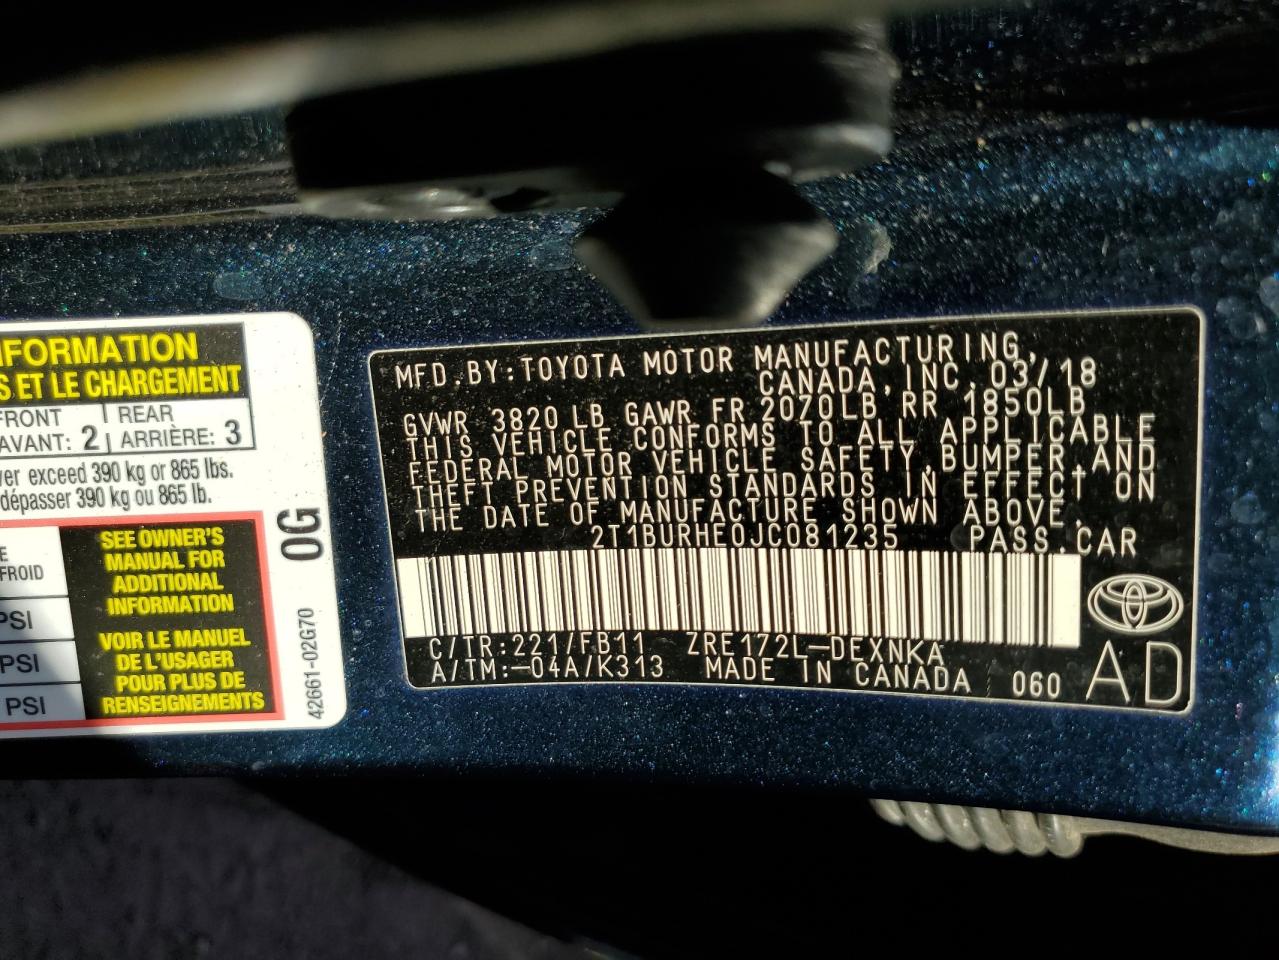 NFORMATION
S ET LE CHARGEMENT
FRONT
AVANT: 2
REAR
ARRIÈRE: 3
exceed 390 kg or 865 lbs.
dépasser 390 kg ou 865 lb.
E
FROID
PSI
PSI
PSI
SEE OWNER'S
MANUAL FOR
ADDITIONAL
INFORMATION
VOIR LE MANUEL
DE L'USAGER
POUR PLUS DE
RENSEIGNEMENTS
0G
42661-02G70
MFD.BY:TOYOTA MOTOR MANUFACTURING,
CANADA,INC.03/18
GVWR 3820 LB GAWR FR 2070LB RR 1850LB
THIS VEHICLE CONFORMS TO ALL APPLICABLE
FEDERAL MOTOR VEHICLE SAFETY,BUMPER,AND
THEFT PREVENTION STANDARDS IN EFFECT ON
THE DATE OF MANUFACTURE SHOWN ABOVE.
2T1BURHE0JC081235 PASS.CAR
C/TR:221/FB11 ZRE172L-DEXNKA
A/TM:-04A/K313 MADE IN CANADA 060
AD